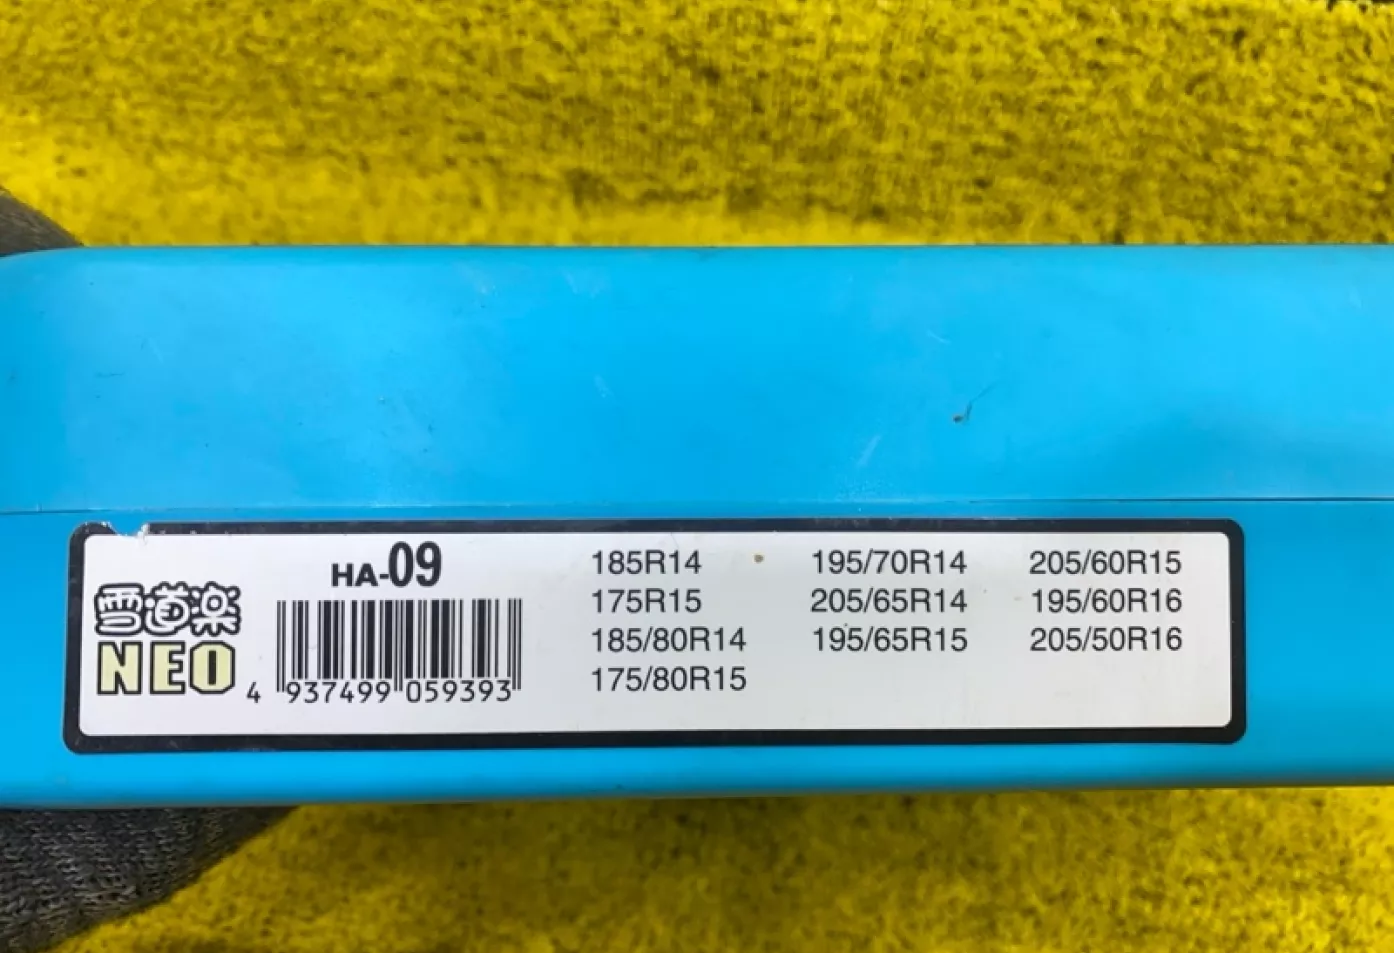 雪道楽
NEO
HA-09
4 937499 059393
185R14
175R15
185/80R14
175/80R15
195/70R14
205/65R14
195/65R15
205/60R15
195/60R16
205/50R16